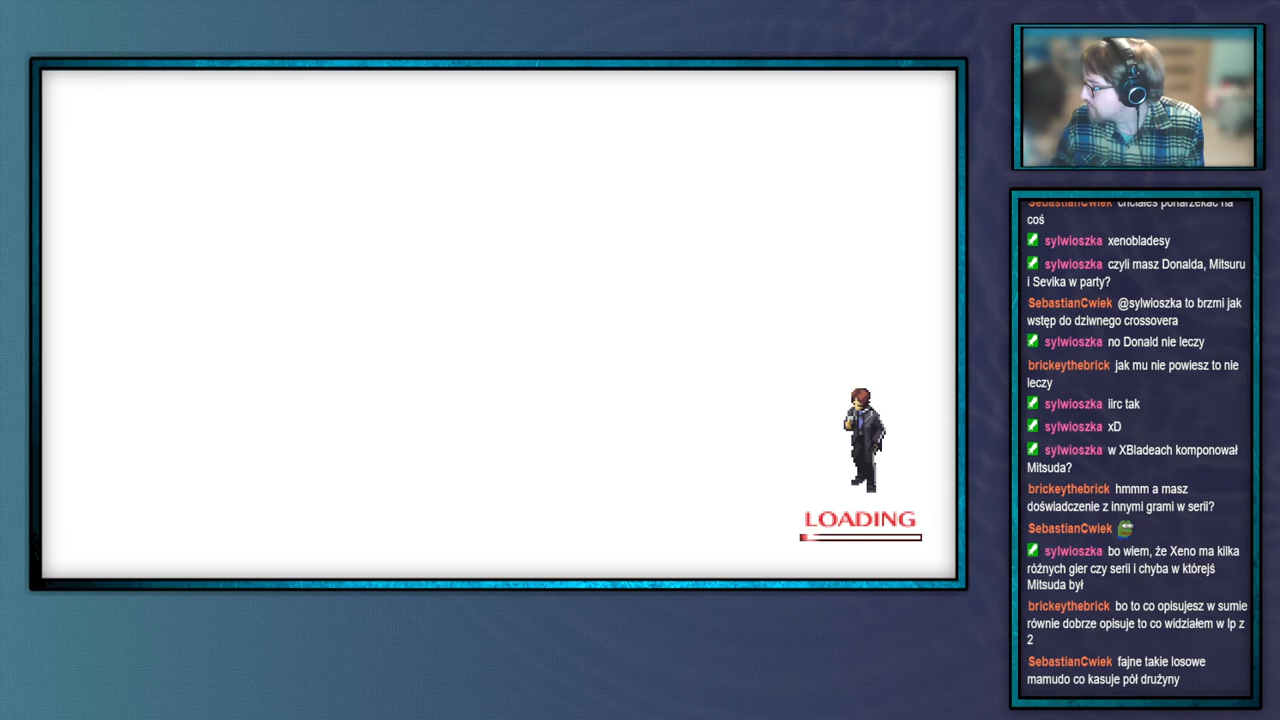 LOADING
SebastianCwiek chciałeś ponarzekać na
coś
sylwioszka xenobladesy
sylwioszka czyli masz Donalda, Mitsuru
i Sevika w party?
SebastianCwiek @sylwioszka to brzmi jak
wstęp do dziwnego crossovera
sylwioszka no Donald nie leczy
brickeythebrick jak mu nie powiesz to nie
leczy
sylwioszka iirc tak
sylwioszka xD
sylwioszka w XBladeach komponował
Mitsuda?
brickeythebrick hmmm a masz
doświadczenie z innymi grami w serii?
SebastianCwiek
sylwioszka bo wiem, że Xeno ma kilka
różnych gier czy serii i chyba w którejś
Mitsuda był
brickeythebrick bo to co opisujesz w sumie
równie dobrze opisuje to co widziałem w lp z
2
SebastianCwiek fajne takie losowe
mamudo co kasuje pół drużyny